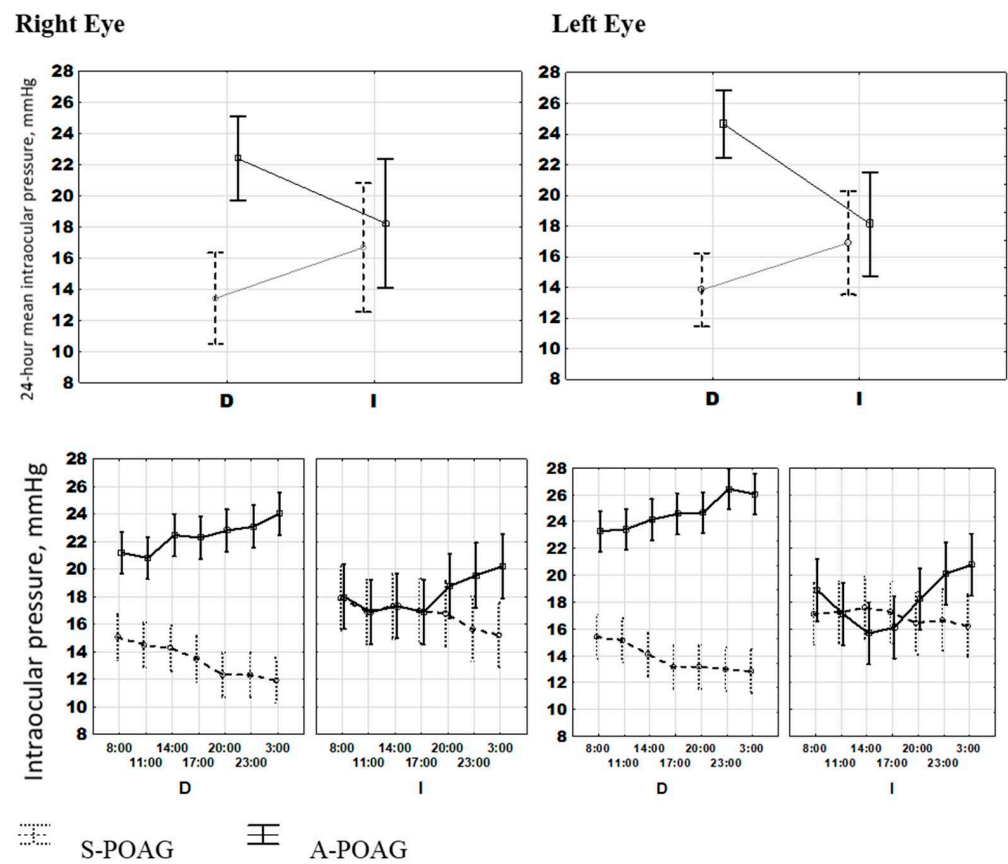 Right Eye
Left Eye
24-hour mean intraocular pressure, mmHg
28
26
24
22
20
18
16
14
12
10
8
D I
28
26
24
22
20
18
16
14
12
10
8
D I
Intraocular pressure, mmHg
28
26
24
22
20
18
16
14
12
10
8
8:00 14:00 20:00 3:00
11:00 17:00 23:00
D
8:00 14:00 20:00 3:00
11:00 17:00 23:00
I
28
26
24
22
20
18
16
14
12
10
8
8:00 14:00 20:00 3:00
11:00 17:00 23:00
D
8:00 14:00 20:00 3:00
11:00 17:00 23:00
I
S-POAG A-POAG